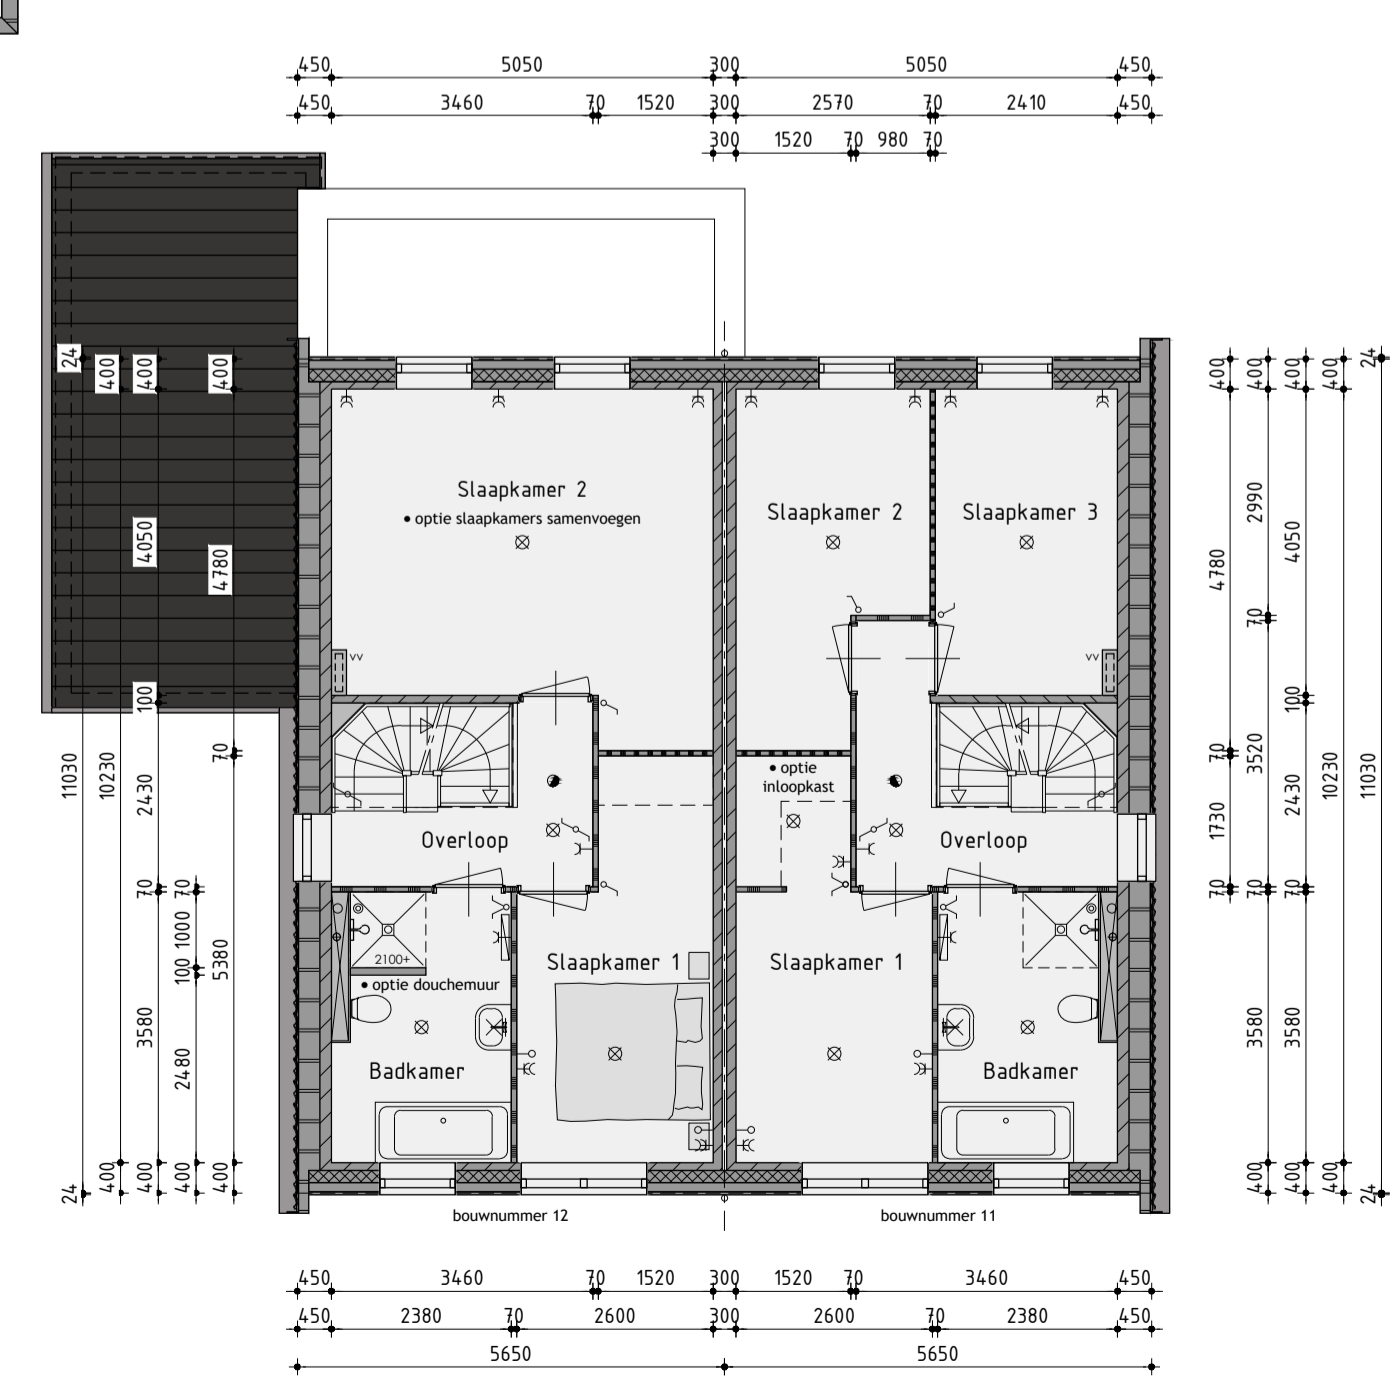 450 5050 300 5050 450
450 3460 70 1520 300 2570 70 2410 450
300 1520 70 980 70
24 400 400 400
400 400 400 400 24
Slaapkamer 2
• optie slaapkamers samenvoegen
Slaapkamer 2
Slaapkamer 3
4050 4780
4780 2990 4050
70
vv
vv
100
100
70
70
11030 10230 2430
1730 3520 2430 10230 11030
• optie
inloopkast
Overloop
Overloop
70 70
70 70 70
1000
100
5380
3580
2480
3580 3580
2100+
• optie douchemuur
Slaapkamer 1
Slaapkamer 1
Badkamer
Badkamer
24 400 400 400 400
400 400 400 24
bouwnummer 12
bouwnummer 11
450 3460 70 1520 300 1520 70 3460 450
450 2380 70 2600 300 2600 70 2380 450
5650 5650